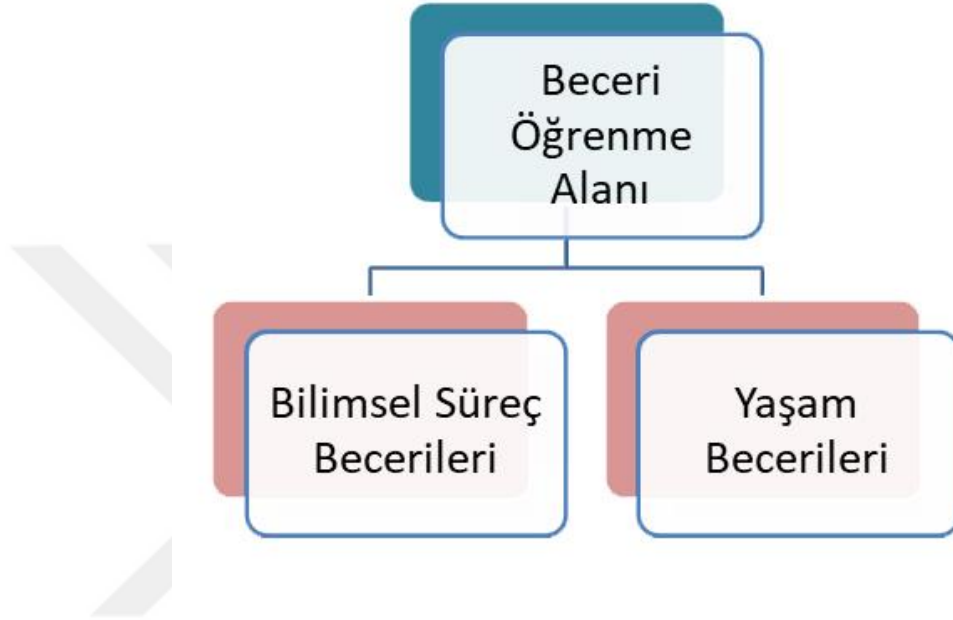 Beceri
Öğrenme
Alanı
Bilimsel Süreç
Becerileri
Yaşam
Becerileri